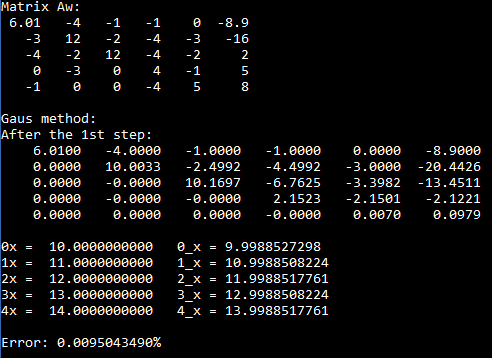 Matrix Aw:
6.01 -4 -1 -1 0 -8.9
-3 12 -2 -4 -3 -16
-4 -2 12 -4 -2 2
0 -3 0 4 -1 5
-1 0 0 -4 5 8
Gaus method:
After the 1st step:
6.0100 -4.0000 -1.0000 -1.0000 0.0000 -8.9000
0.0000 10.0033 -2.4992 -4.4992 -3.0000 -20.4426
0.0000 -0.0000 10.1697 -6.7625 -3.3982 -13.4511
0.0000 -0.0000 -0.0000 2.1523 -2.1501 -2.1221
0.0000 0.0000 0.0000 -0.0000 0.0070 0.0979
0x = 10.0000000000 0_x = 9.9988527298
1x = 11.0000000000 1_x = 10.9988508224
2x = 12.0000000000 2_x = 11.9988517761
3x = 13.0000000000 3_x = 12.9988508224
4x = 14.0000000000 4_x = 13.9988517761
Error: 0.0095043490%